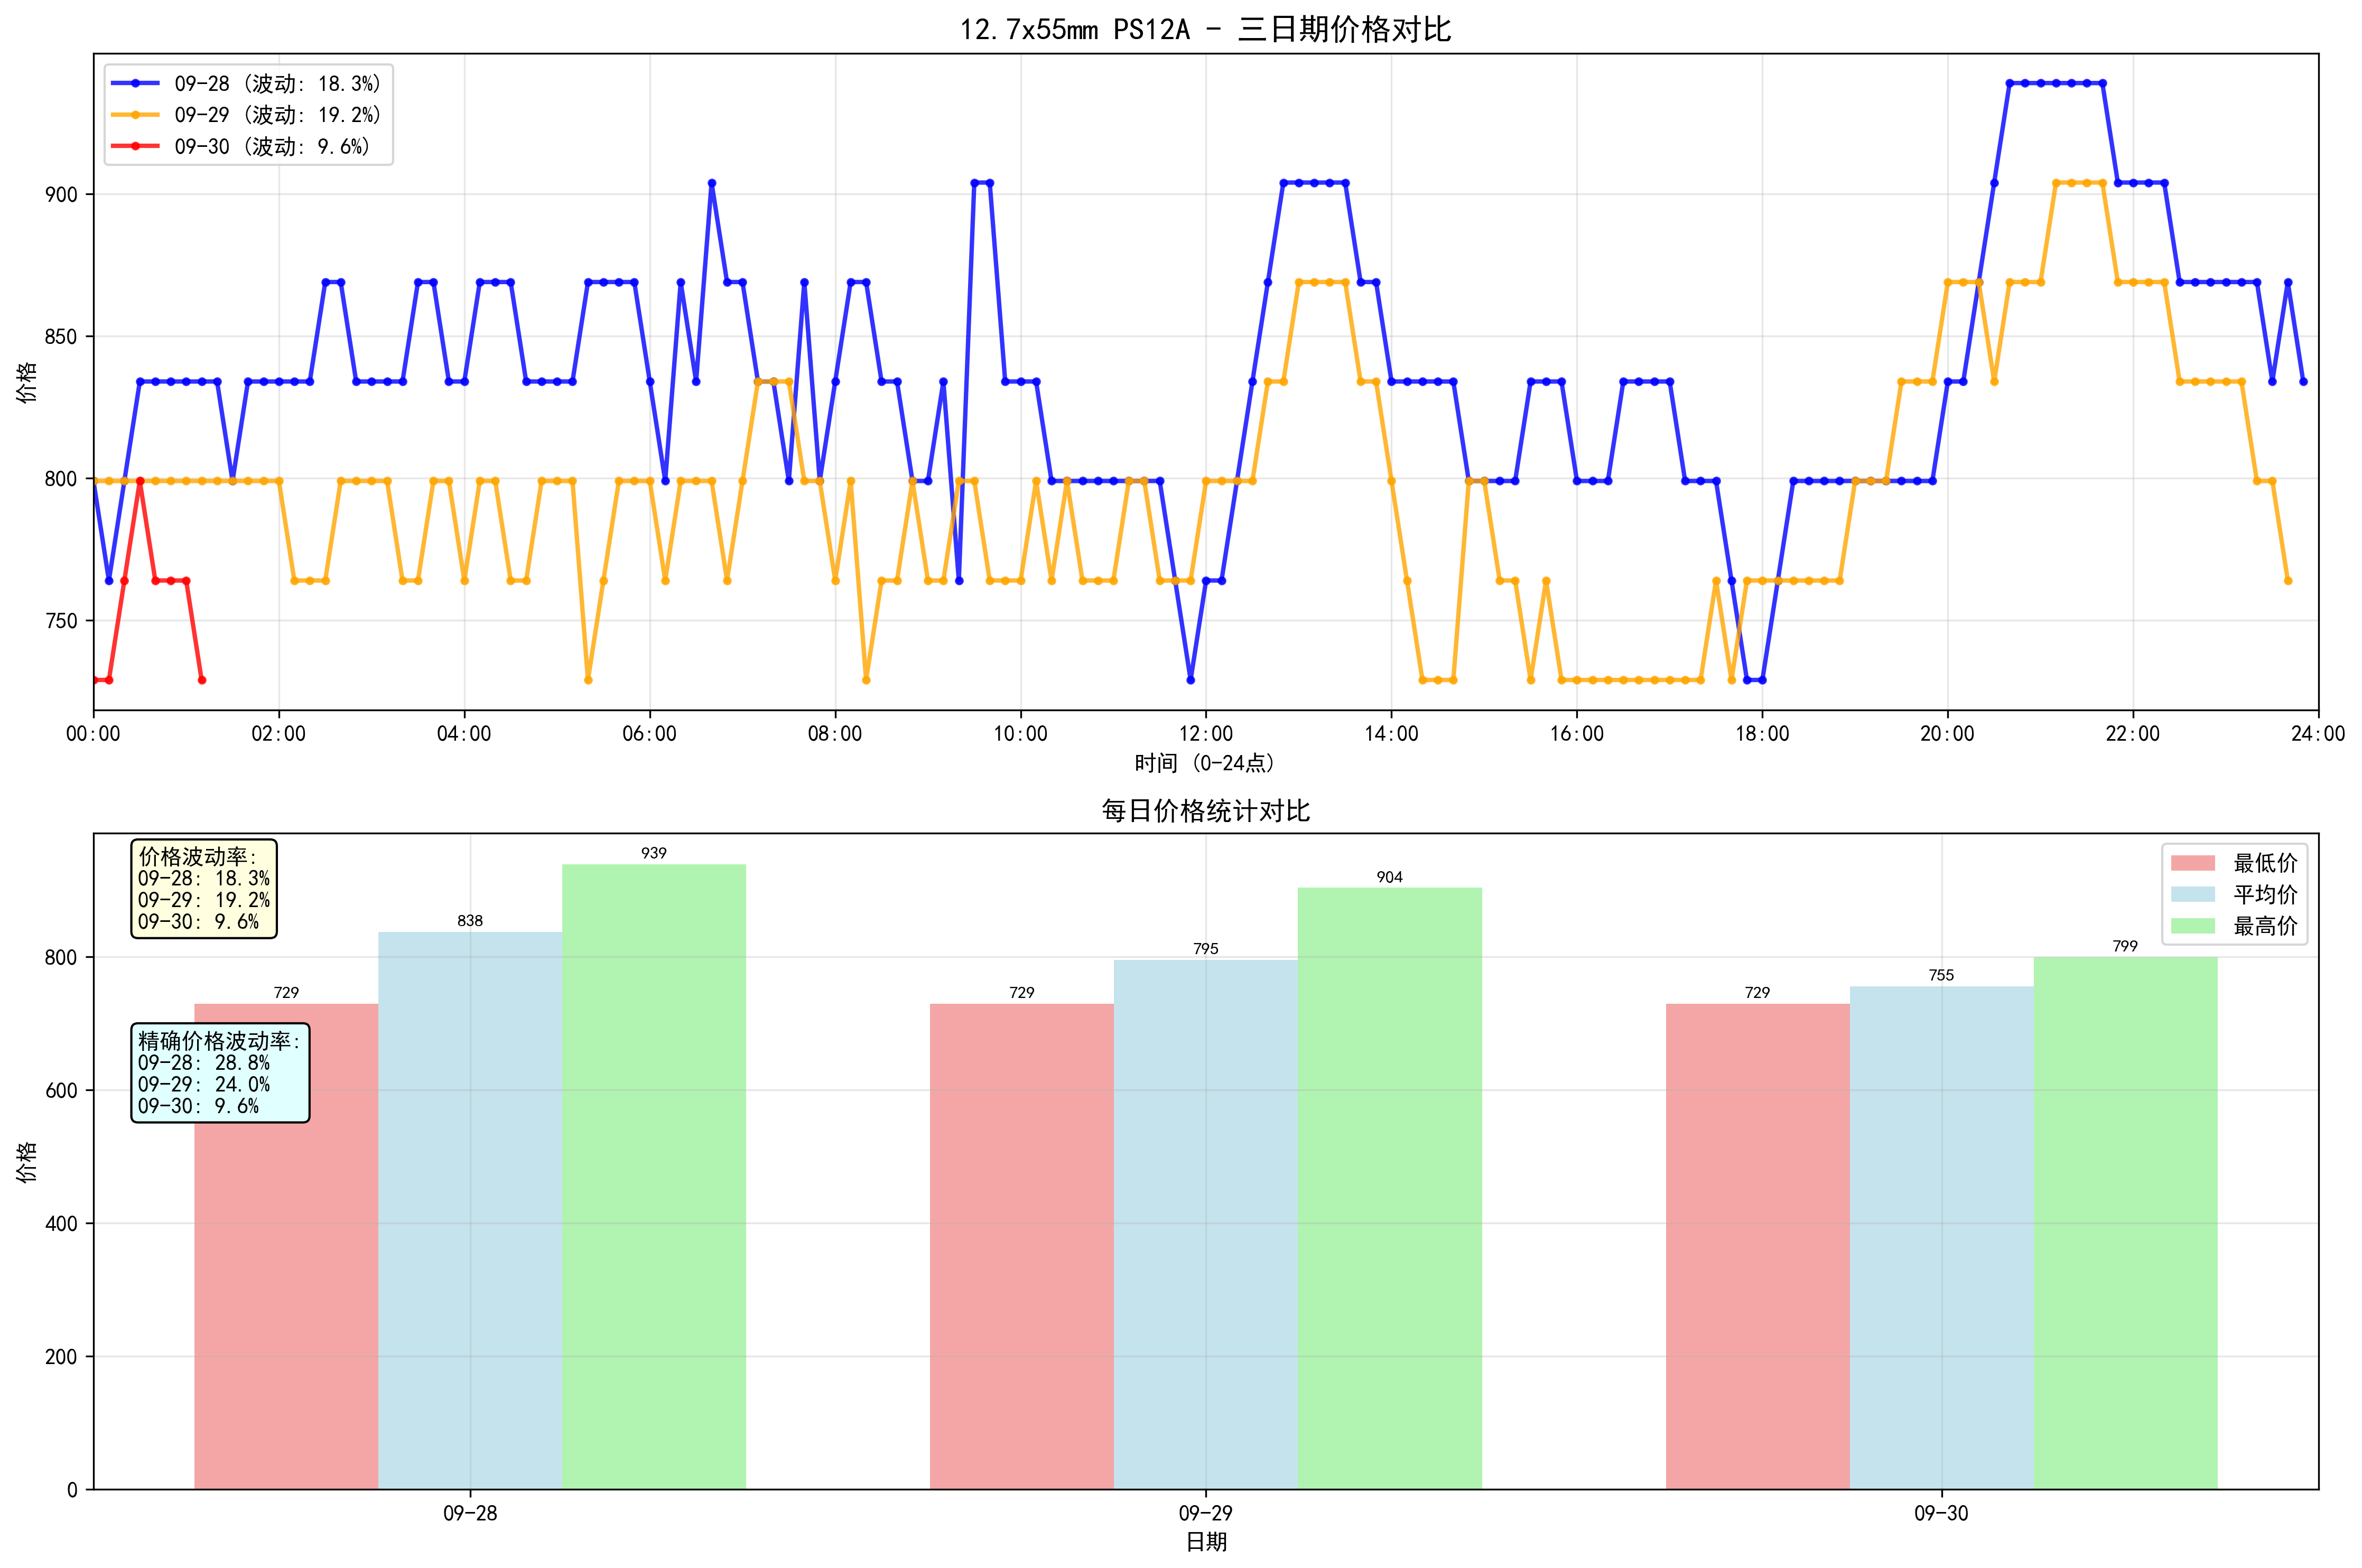 12.7x55mm PS12A - 三日期价格对比
09-28 (波动: 18.3%)
09-29 (波动: 19.2%)
09-30 (波动: 9.6%)
900
850
800
750
价格
00:00 02:00 04:00 06:00 08:00 10:00 12:00 14:00 16:00 18:00 20:00 22:00 24:00
时间 (0-24点)
每日价格统计对比
价格波动率:
09-28: 18.3%
09-29: 19.2%
09-30: 9.6%
精确价格波动率:
09-28: 28.8%
09-29: 24.0%
09-30: 9.6%
最低价
平均价
最高价
729 838 939
729 795 904
729 755 799
800
600
400
200
0
价格
09-28 09-29 09-30
日期